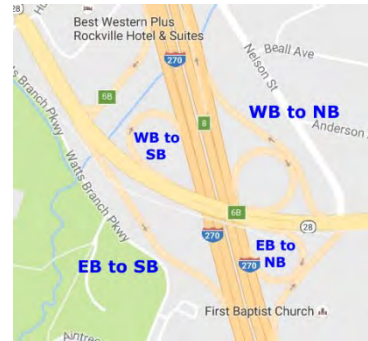 Best Western Plus
Rockville Hotel & Suites
270
Beall Ave
Nelson St
WB to
NB
Anderson
6B
8
Watts Branch Pkwy
WB to
SB
Watts Branch Pkwy
6B
28
270
EB to
NB
270
EB to SB
First Baptist Church
Aintree
28